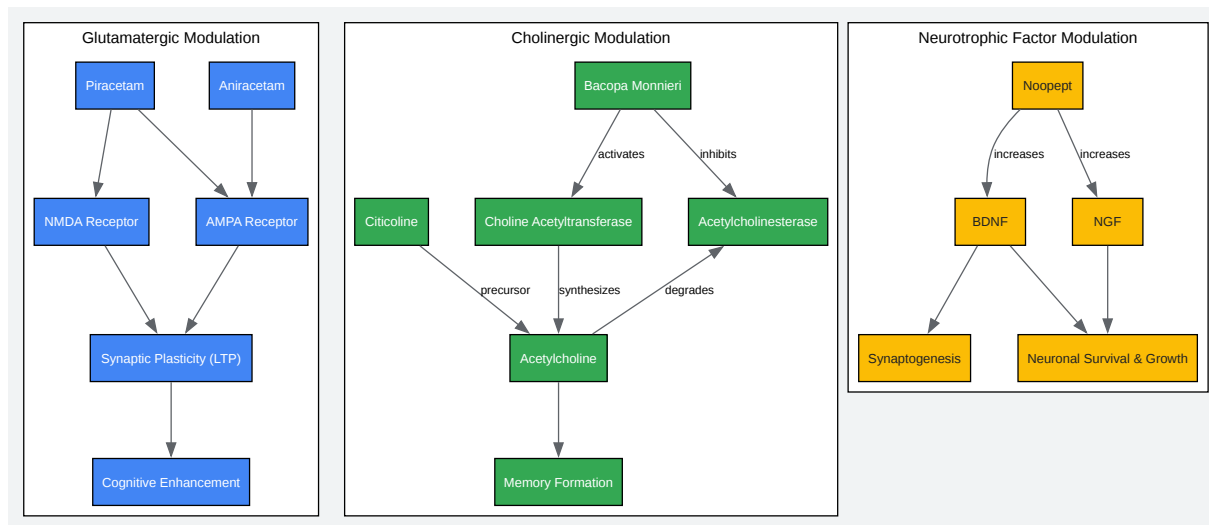 Glutamatergic Modulation
Piracetam
Aniracetam
NMDA Receptor
AMPA Receptor
Synaptic Plasticity (LTP)
Cognitive Enhancement
Cholinergic Modulation
Bacopa Monnieri
activates
inhibits
Citicoline
Choline Acetyltransferase
Acetylcholinesterase
precursor
synthesizes
degrades
Acetylcholine
Memory Formation
Neurotrophic Factor Modulation
Noopept
increases
increases
BDNF
NGF
Synaptogenesis
Neuronal Survival & Growth